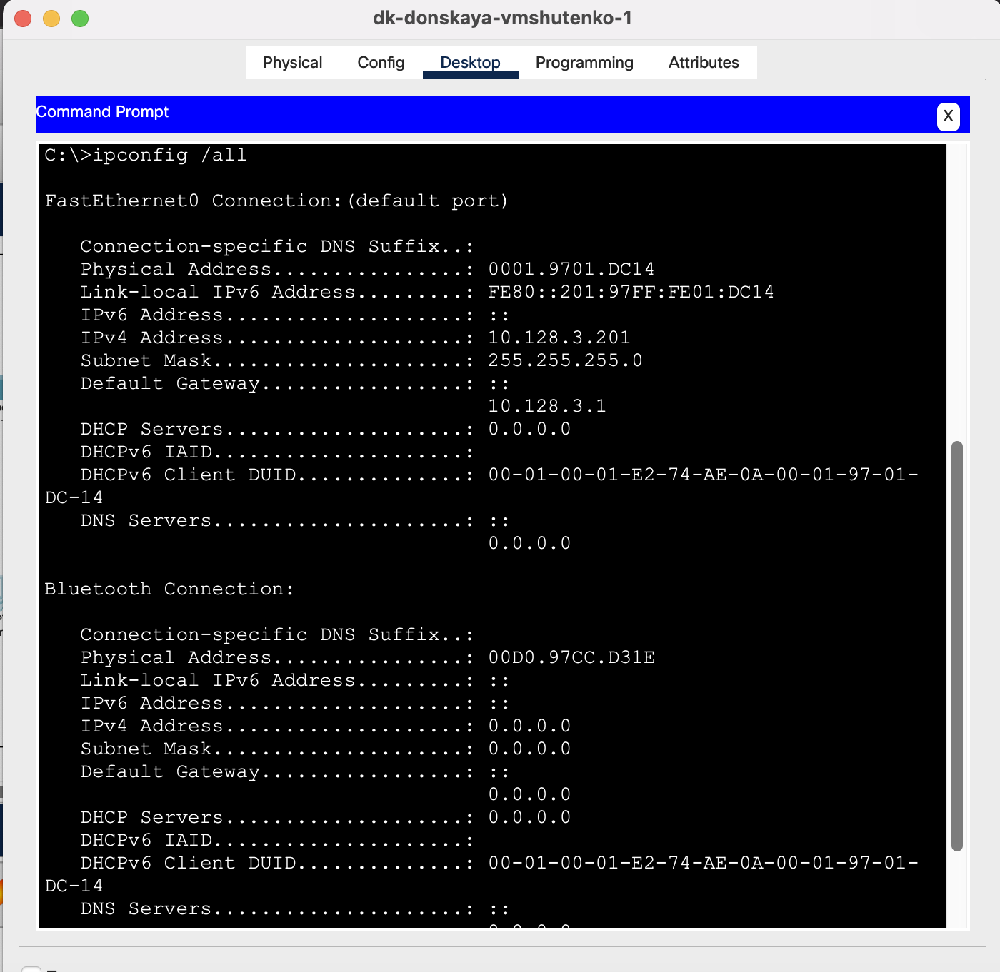 dk-donskaya-vmshutenko-1
Physical Config Desktop Programming Attributes
Command Prompt
X
C:\>ipconfig /all
FastEthernet0 Connection:(default port)
Connection-specific DNS Suffix..:
Physical Address................: 0001.9701.DC14
Link-local IPv6 Address.........: FE80::201:97FF:FE01:DC14
IPv6 Address....................: ::
IPv4 Address....................: 10.128.3.201
Subnet Mask.....................: 255.255.255.0
Default Gateway.................: ::
10.128.3.1
DHCP Servers....................: 0.0.0.0
DHCPv6 IAID.....................:
DHCPv6 Client DUID..............: 00-01-00-01-E2-74-AE-0A-00-01-97-01-
DC-14
DNS Servers.....................: ::
0.0.0.0
Bluetooth Connection:
Connection-specific DNS Suffix..:
Physical Address................: 00D0.97CC.D31E
Link-local IPv6 Address.........: ::
IPv6 Address....................: ::
IPv4 Address....................: 0.0.0.0
Subnet Mask.....................: 0.0.0.0
Default Gateway.................: ::
0.0.0.0
DHCP Servers....................: 0.0.0.0
DHCPv6 IAID.....................:
DHCPv6 Client DUID..............: 00-01-00-01-E2-74-AE-0A-00-01-97-01-
DC-14
DNS Servers.....................: ::